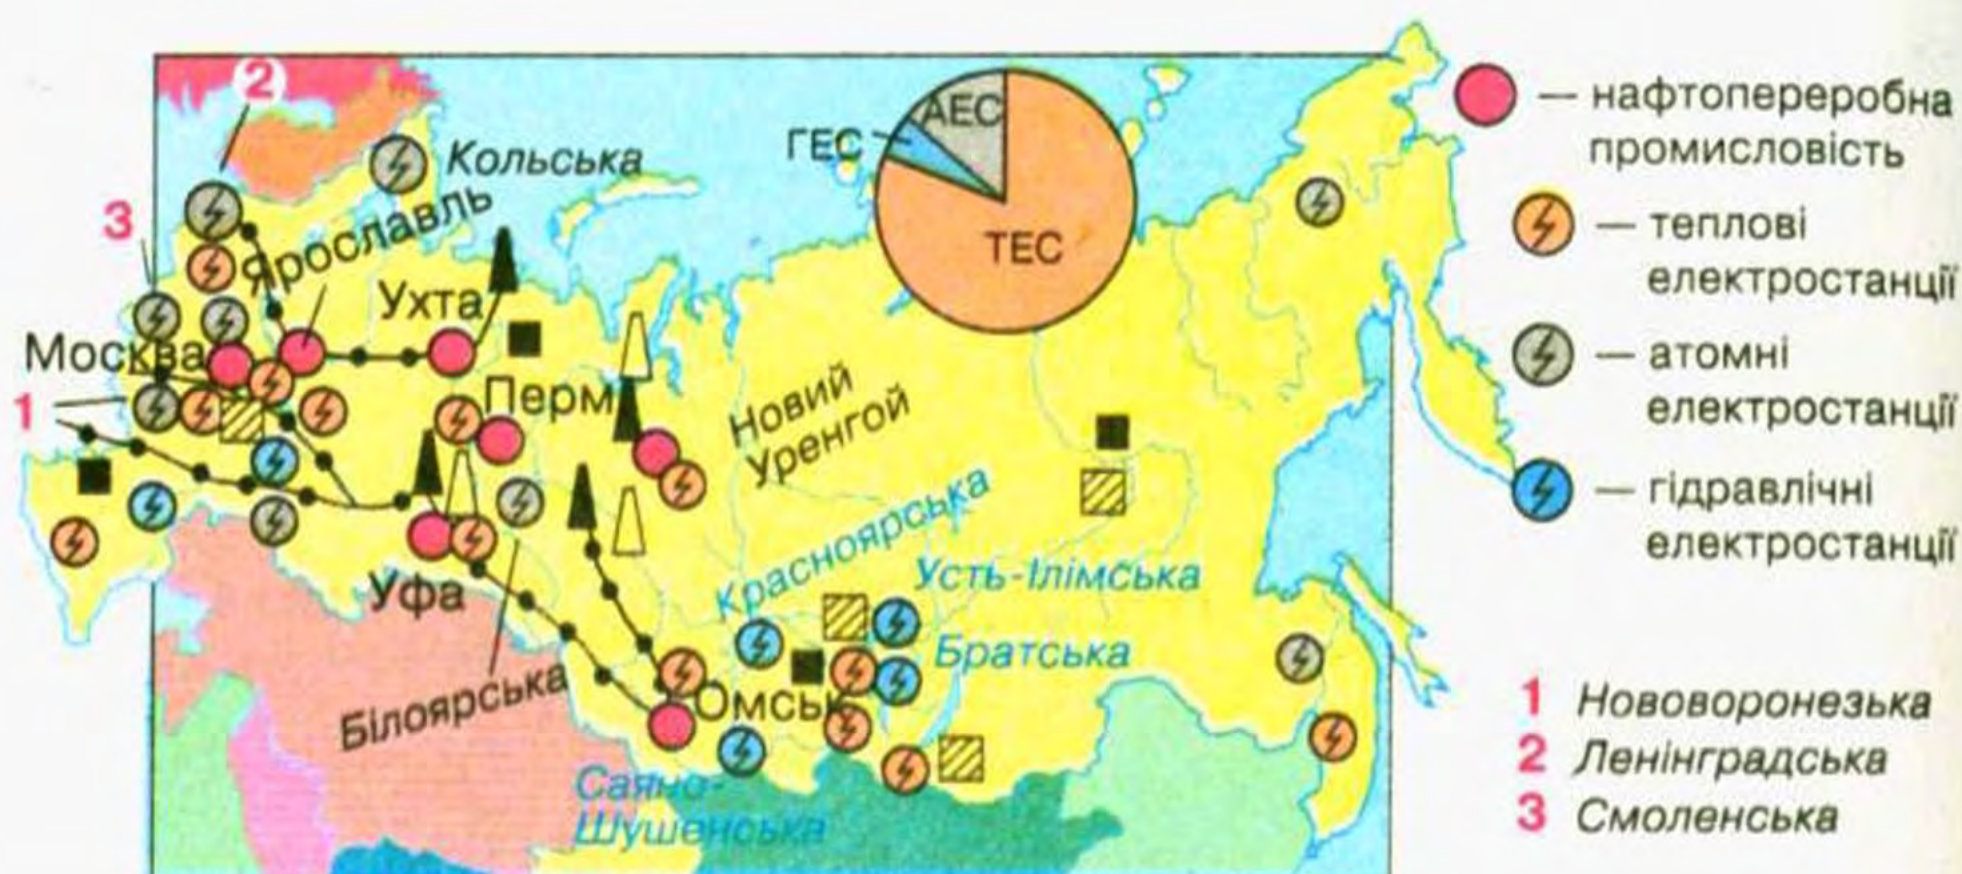 2
АЕС
ГЕС
ТЕС
Кольська
3
Ярославль
Ухта
Москва
Перм
1
Новий
Уренгой
Красноярська
Усть-Ілімська
Уфа
Братська
Білоярська
Омськ
Саяно-
Шушенська
— нафтопереробна
промисловість
— теплові
електростанції
— атомні
електростанції
— гідравлічні
електростанції
1 Нововоронезька
2 Ленінградська
3 Смоленська